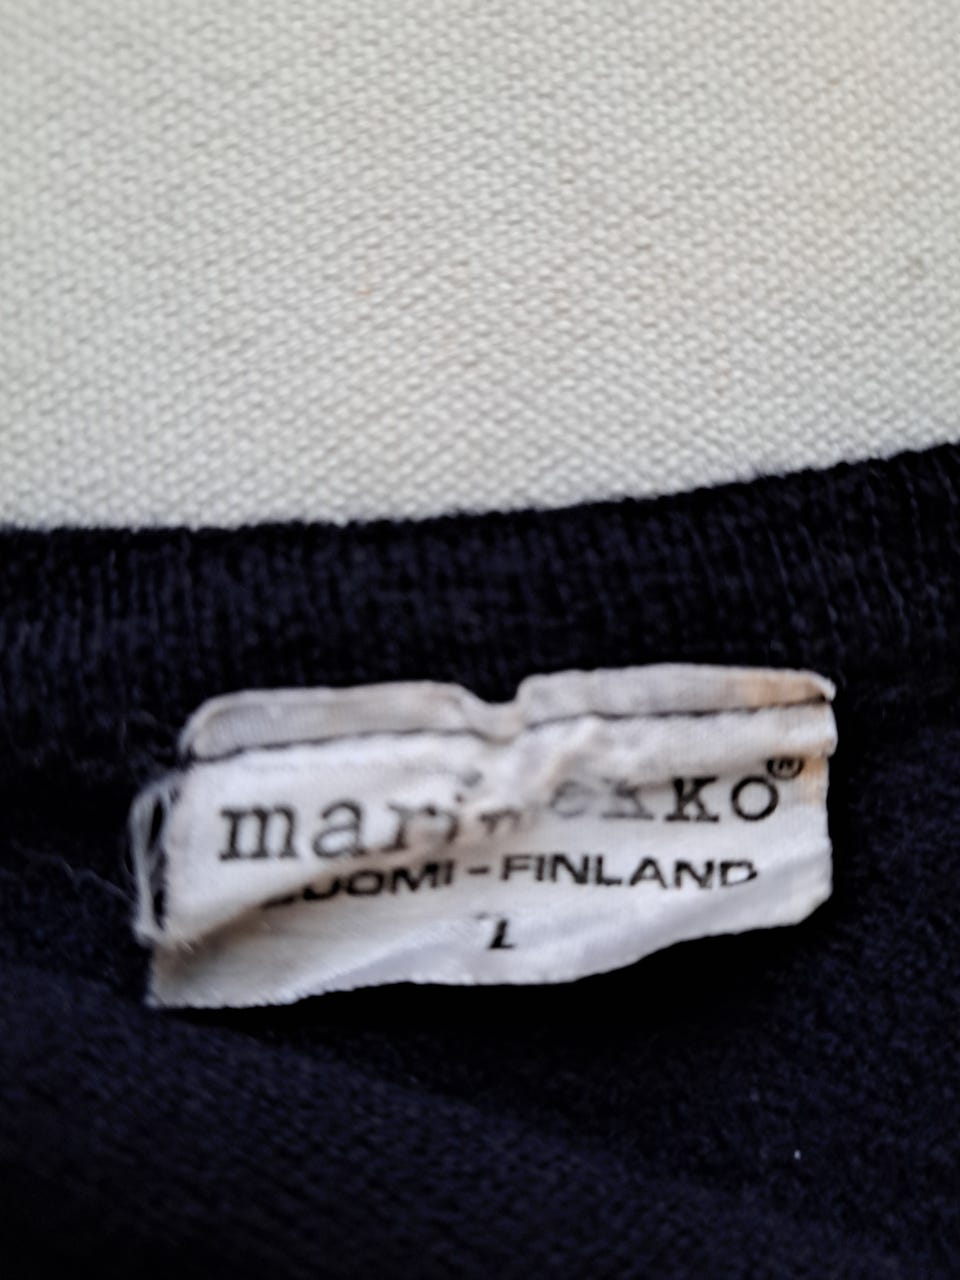 marimekko®
SUOMI - FINLAND
L